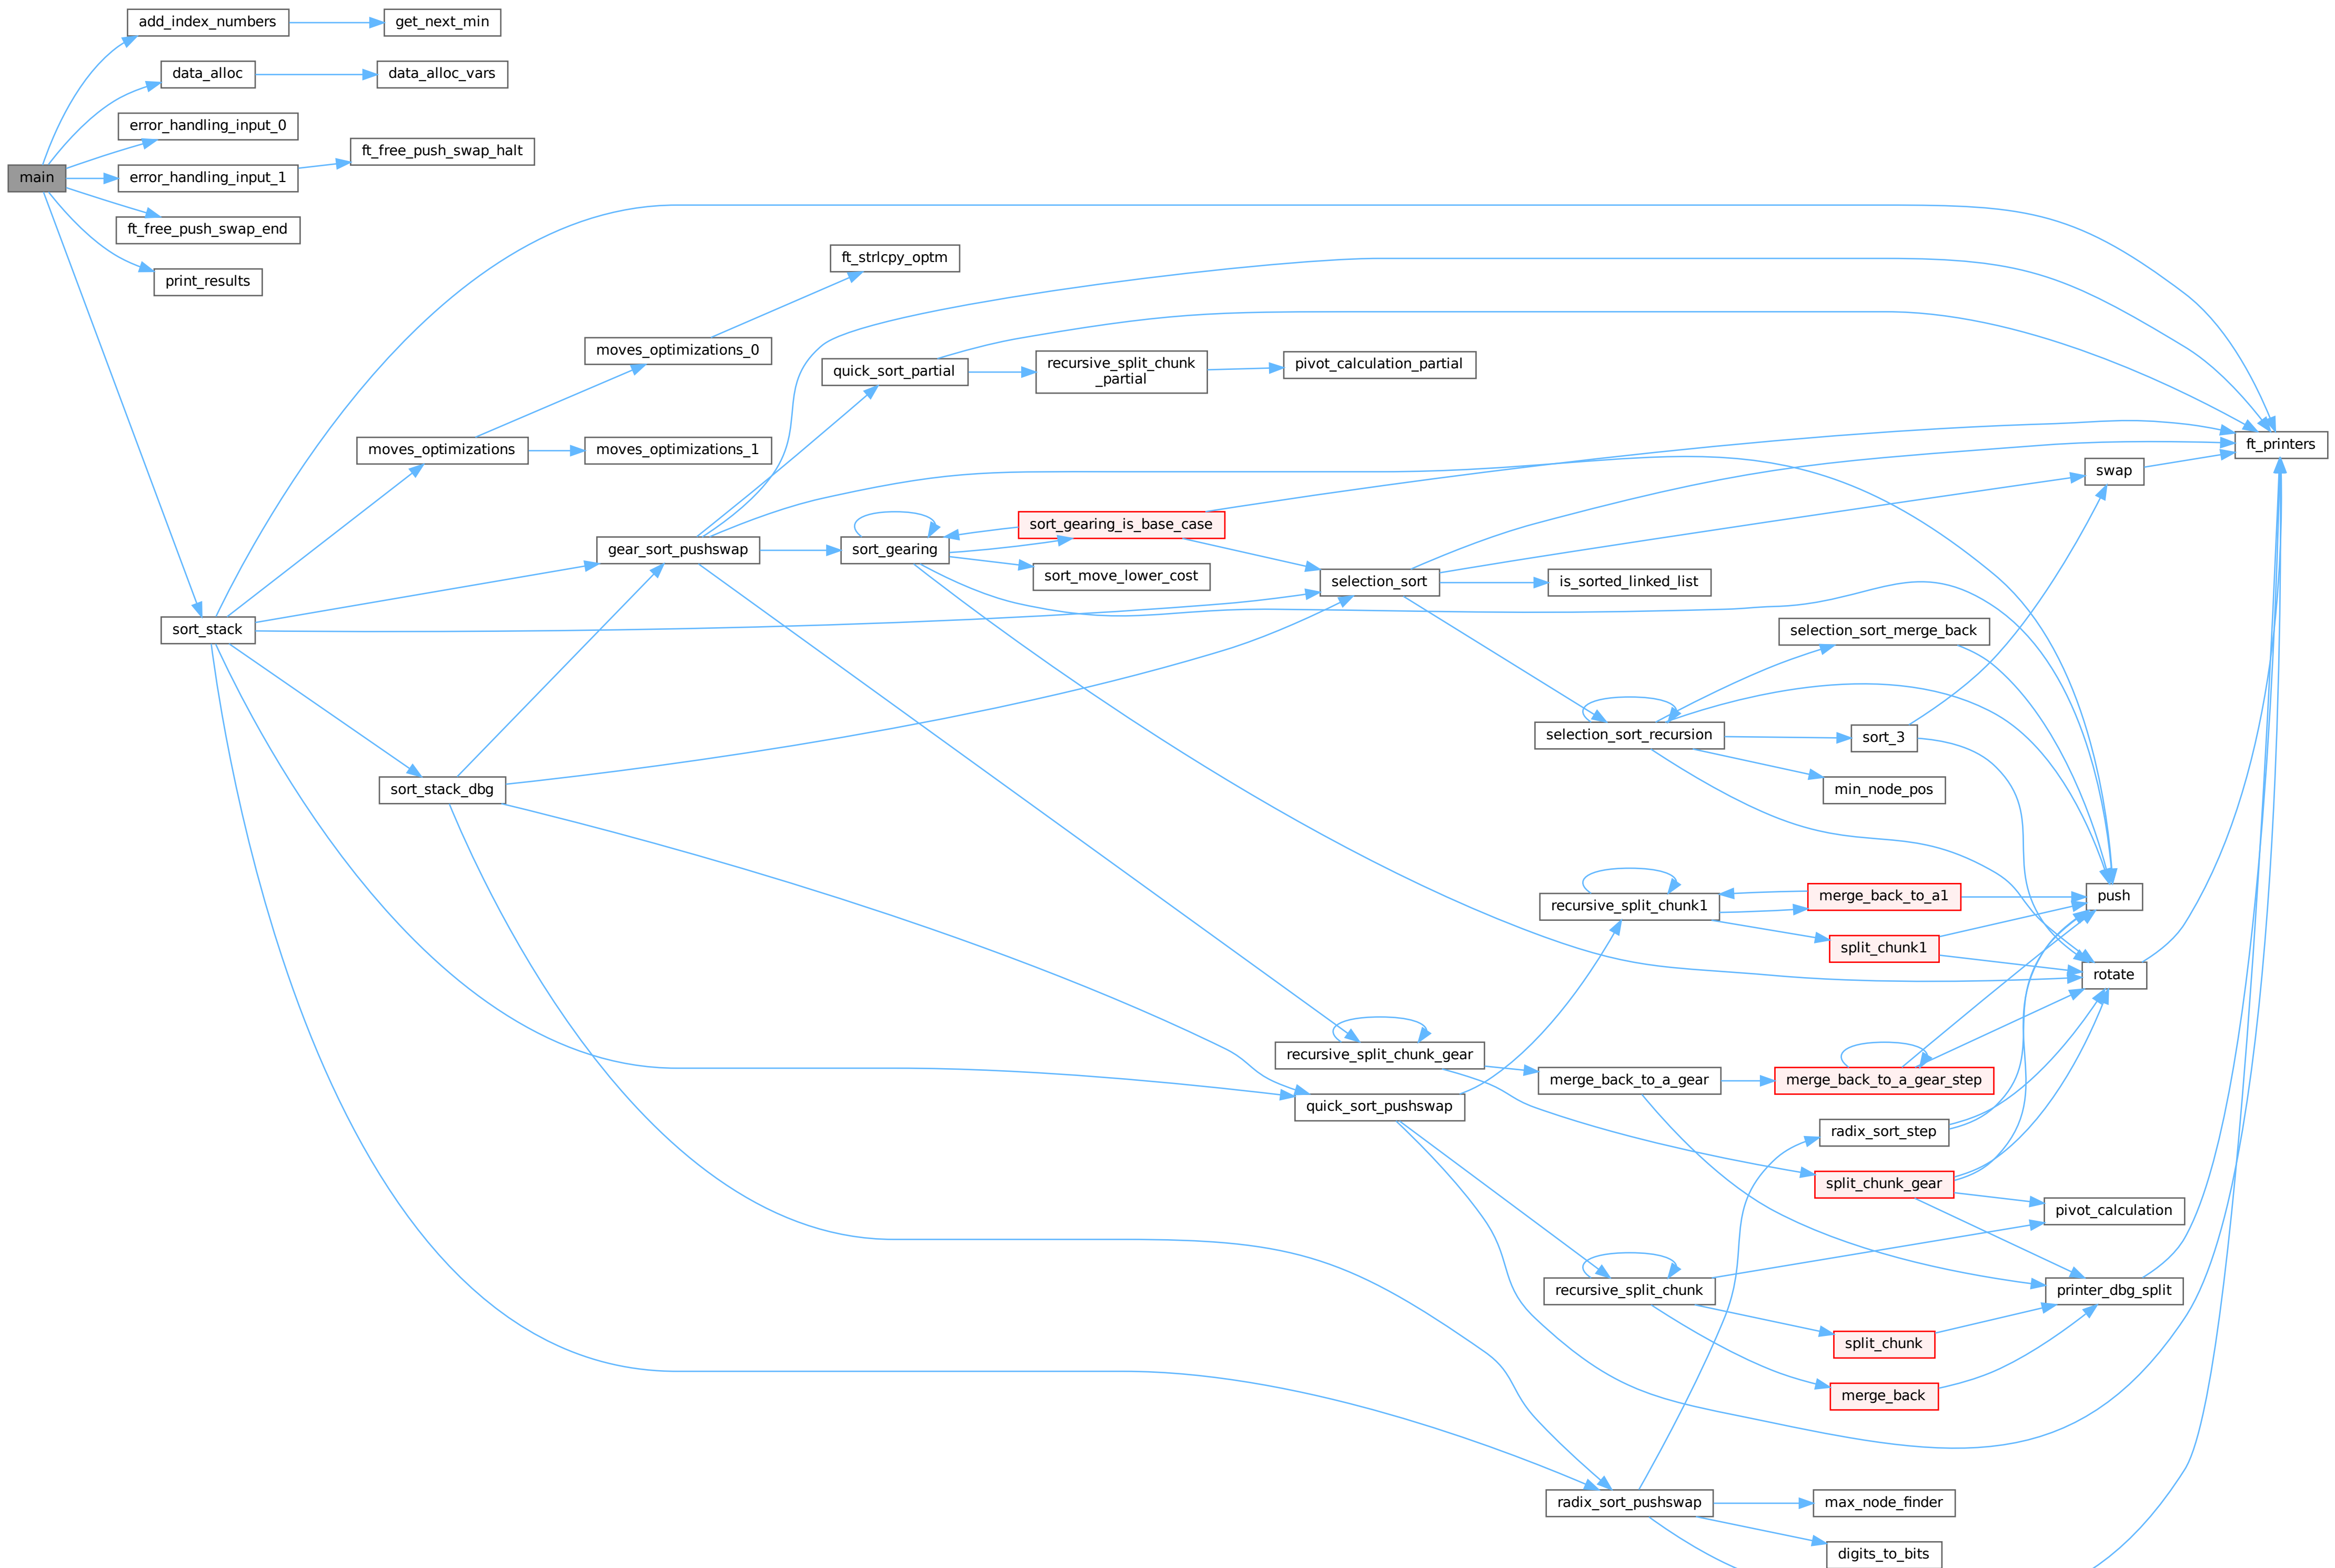 add_index_numbers
get_next_min
data_alloc
data_alloc_vars
error_handling_input_0
ft_free_push_swap_halt
main
error_handling_input_1
ft_free_push_swap_end
print_results
ft_strlcpy_optm
moves_optimizations_0
quick_sort_partial
recursive_split_chunk
_partial
pivot_calculation_partial
moves_optimizations
moves_optimizations_1
ft_printers
swap
gear_sort_pushswap
sort_gearing
sort_gearing_is_base_case
sort_move_lower_cost
selection_sort
is_sorted_linked_list
sort_stack
selection_sort_merge_back
selection_sort_recursion
sort_3
min_node_pos
sort_stack_dbg
recursive_split_chunk1
merge_back_to_a1
push
split_chunk1
rotate
recursive_split_chunk_gear
merge_back_to_a_gear
merge_back_to_a_gear_step
quick_sort_pushswap
radix_sort_step
split_chunk_gear
pivot_calculation
recursive_split_chunk
printer_dbg_split
split_chunk
merge_back
radix_sort_pushswap
max_node_finder
digits_to_bits